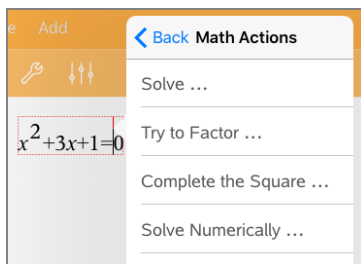 e Add
Back Math Actions
Solve ...
x²+3x+1=0
Try to Factor ...
Complete the Square ...
Solve Numerically ...